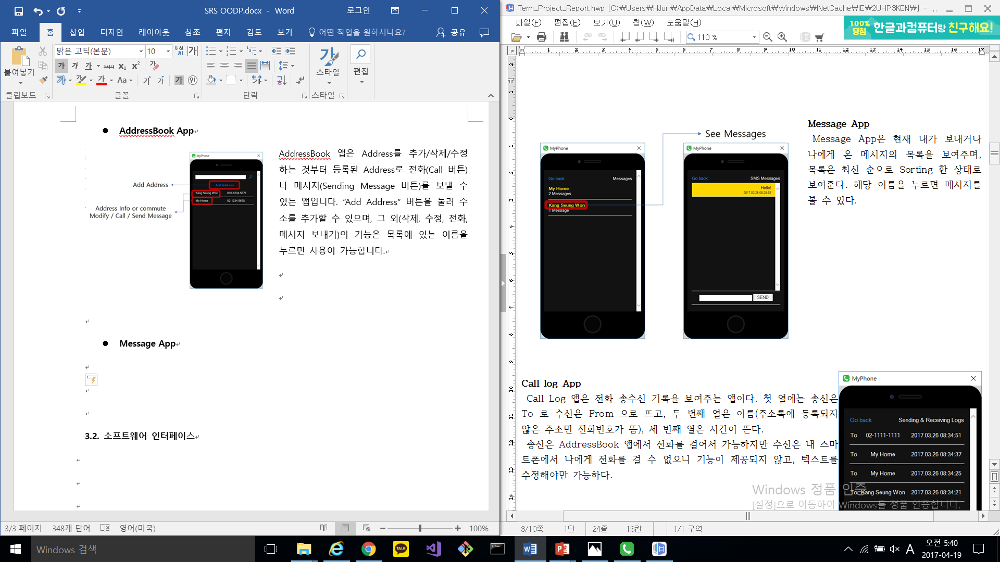 SRS OODP.docx - Word
로그인
파일
홈
삽입
디자인
레이아웃
참조
편지
검토
보기
어떤 작업을 원하시나요?
공유
붙여넣기
맑은 고딕(본문)
10
스타일
편집
클립보드
글꼴
단락
스타일
AddressBook App
MyPhone
Add Address
Add Address
Kang Seung Won 010-1234-5678
My Home 02-1234-5678
Address Info or commute
Modify / Call / Send Message
AddressBook 앱은 Address를 추가/삭제/수정
하는 것부터 등록된 Address로 전화(Call 버튼)
나 메시지(Sending Message 버튼)를 보낼 수
있는 앱입니다. “Add Address” 버튼을 눌러 주
소를 추가할 수 있으며, 그 외(삭제, 수정, 전화,
메시지 보내기)의 기능은 목록에 있는 이름을
누르면 사용이 가능합니다.
Message App
3.2. 소프트웨어 인터페이스
3/3 페이지
348개 단어
영어(미국)
100%
Term_Project_Report.hwp [C:₩Users₩HJun₩AppData₩Local₩Microsoft₩Windows₩INetCache₩IE₩2UHP3KEN₩] - ...
파일(F)
편집(E)
보기(U)
창(W)
도움말(H)
100%
당첨
한글과컴퓨터랑 친구해요!
110 %
1 2 3 4 5 6 7 8 9 10 11 12 13 14 15 16 17
See Messages
MyPhone
Go back
Messages
My Home
2 Messages
Kang Seung Won
1 Message
MyPhone
Go back
SMS Messages
Hello!
2017.03.26 08:28:53
SEND
Message App
Message App은 현재 내가 보내거나
나에게 온 메시지의 목록을 보여주며,
목록은 최신 순으로 Sorting 한 상태로
보여준다. 해당 이름을 누르면 메시지를
볼 수 있다.
Call log App
Call Log 앱은 전화 송수신 기록을 보여주는 앱이다. 첫 열에는 송신은
To 로 수신은 From 으로 뜨고, 두 번째 열은 이름(주소록에 등록되지
않은 주소면 전화번호가 뜸), 세 번째 열은 시간이 뜬다.
송신은 AddressBook 앱에서 전화를 걸어서 가능하지만 수신은 내 스마
트폰에서 나에게 전화를 걸 수 없으니 기능이 제공되지 않고, 텍스트를
수정해야만 가능하다.
MyPhone
Go back
Sending & Receiving Logs
To 02-1111-1111 2017.03.26 08:34:51
To My Home 2017.03.26 08:34:37
To My Home 2017.03.26 08:34:25
To Kang Seung Won 2017.03.26 08:34:21
Windows 정품 인증
[설정]으로 이동하여 Windows를 정품 인증합니다.
3/10쪽
1단
24줄
16칸
1/1 구역
Windows 검색
TALK
A
오전 5:40
2017-04-19